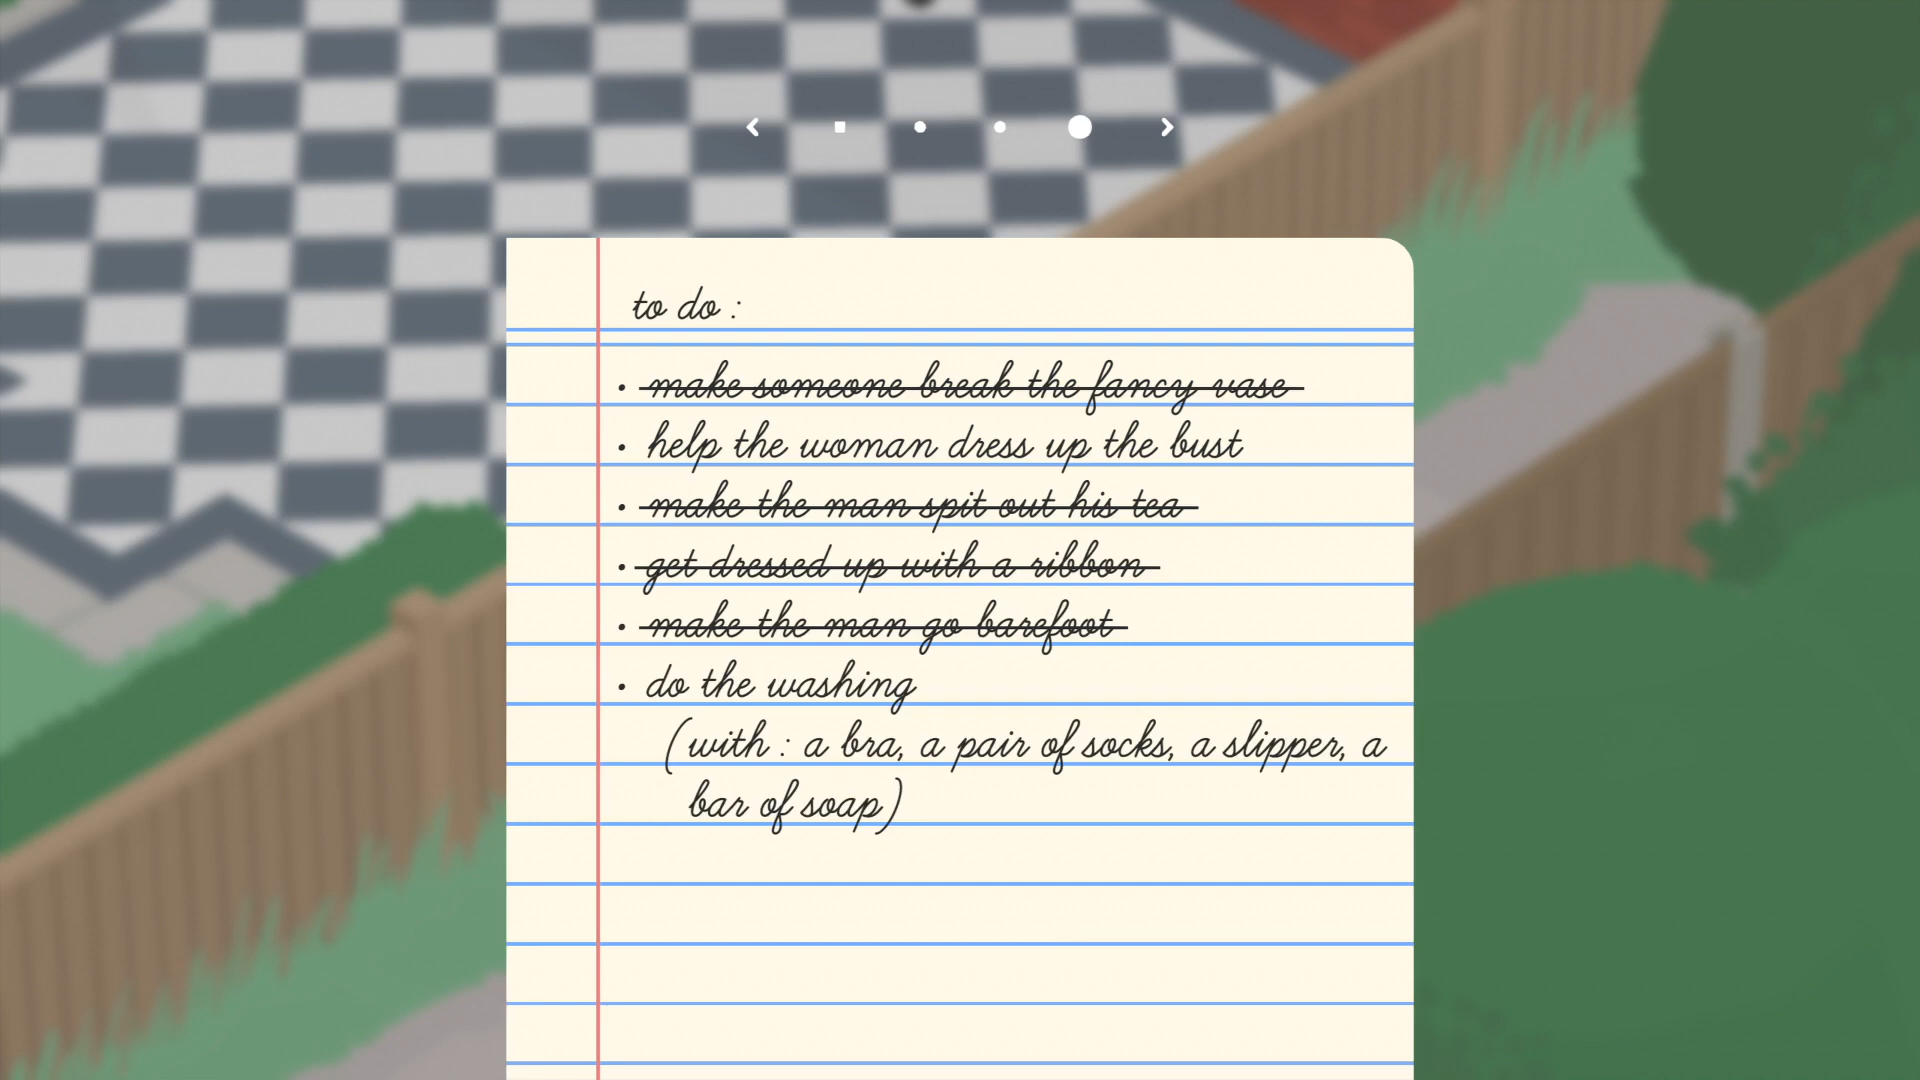 to do :
• make someone break the fancy vase
• help the woman dress up the bust
• make the man spit out his tea
• get dressed up with a ribbon
• make the man go barefoot
• do the washing
(with : a bra, a pair of socks, a slipper, a
bar of soap)